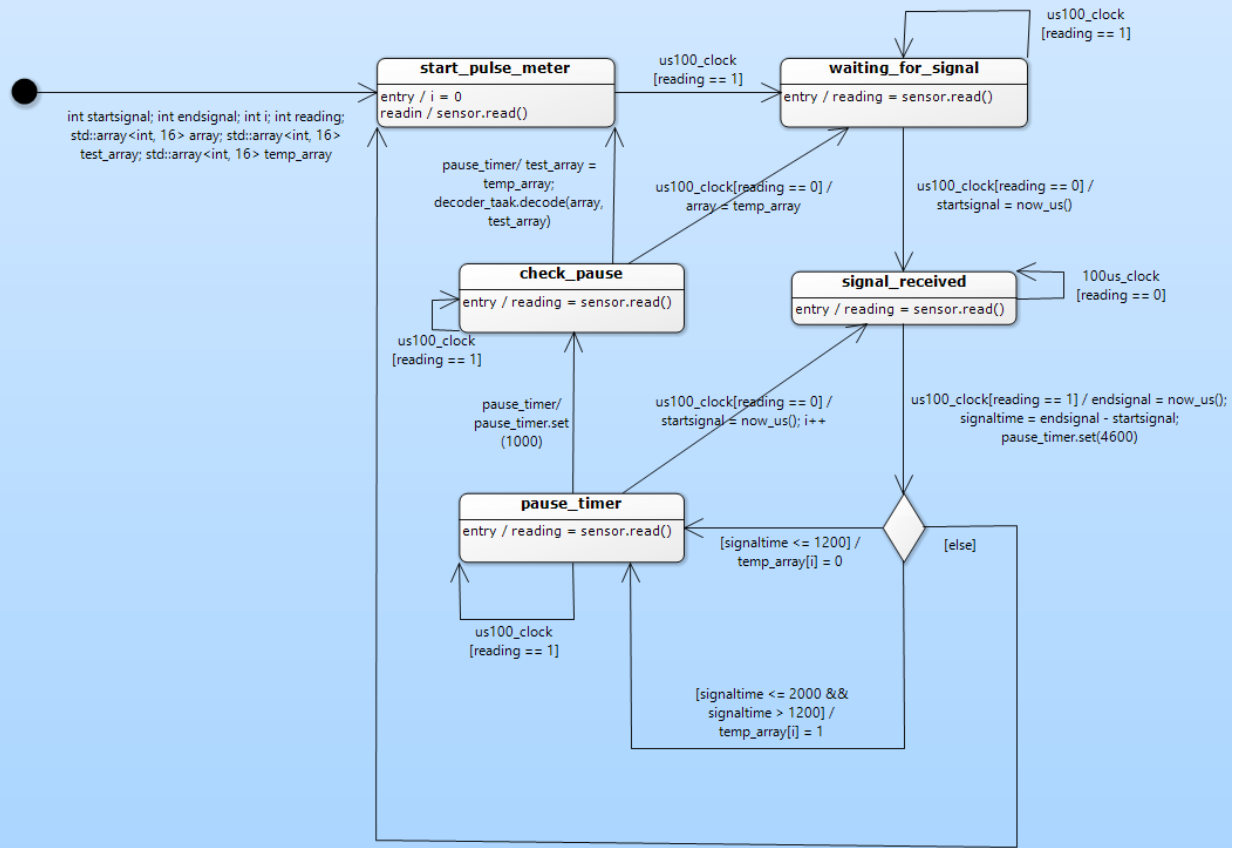 us100_clock
[reading == 1]
start_pulse_meter
entry / i = 0
readin / sensor.read()
us100_clock
[reading == 1]
waiting_for_signal
entry / reading = sensor.read()
int startsignal; int endsignal; int i; int reading;
std::array<int, 16> array; std::array<int, 16>
test_array; std::array<int, 16> temp_array
pause_timer/ test_array =
temp_array;
decoder_taak.decode(array,
test_array)
us100_clock[reading == 0] /
array = temp_array
us100_clock[reading == 0] /
startsignal = now_us()
check_pause
entry / reading = sensor.read()
us100_clock
[reading == 1]
signal_received
entry / reading = sensor.read()
100us_clock
[reading == 0]
pause_timer/
pause_timer.set
(1000)
us100_clock[reading == 0] /
startsignal = now_us(); i++
us100_clock[reading == 1] / endsignal = now_us();
signaltime = endsignal - startsignal;
pause_timer.set(4600)
pause_timer
entry / reading = sensor.read()
us100_clock
[reading == 1]
[signaltime <= 1200] /
temp_array[i] = 0
[else]
[signaltime <= 2000 &&
signaltime > 1200] /
temp_array[i] = 1